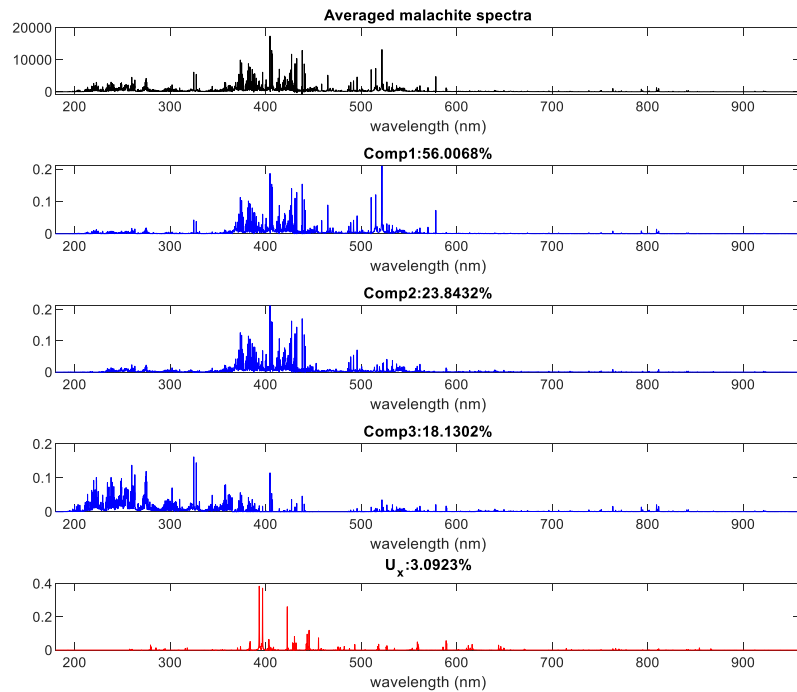 Averaged malachite spectra
20000
10000
0
200 300 400 500 600 700 800 900
wavelength (nm)
Comp1:56.0068%
0.2
0.1
0
200 300 400 500 600 700 800 900
wavelength (nm)
Comp2:23.8432%
0.2
0.1
0
200 300 400 500 600 700 800 900
wavelength (nm)
Comp3:18.1302%
0.2
0.1
0
200 300 400 500 600 700 800 900
wavelength (nm)
Ux:3.0923%
0.4
0.2
0
200 300 400 500 600 700 800 900
wavelength (nm)